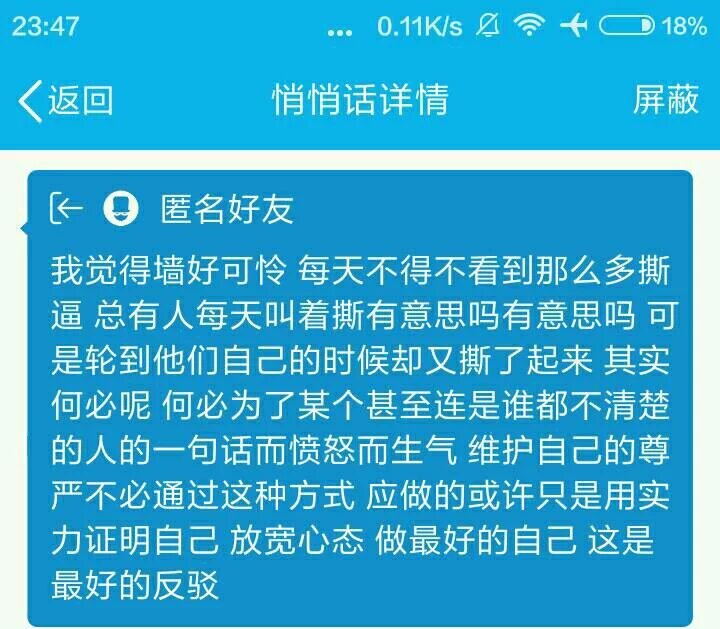 23:47 ... 0.11K/s 18%
返回 悄悄话详情 屏蔽
匿名好友
我觉得墙好可怜 每天不得不看到那么多撕
逼 总有人每天叫着撕有意思吗有意思吗 可
是轮到他们自己的时候却又撕了起来 其实
何必呢 何必为了某个甚至连是谁都不清楚
的人的一句话而愤怒而生气 维护自己的尊
严不必通过这种方式 应做的或许只是用实
力证明自己 放宽心态 做最好的自己 这是
最好的反驳